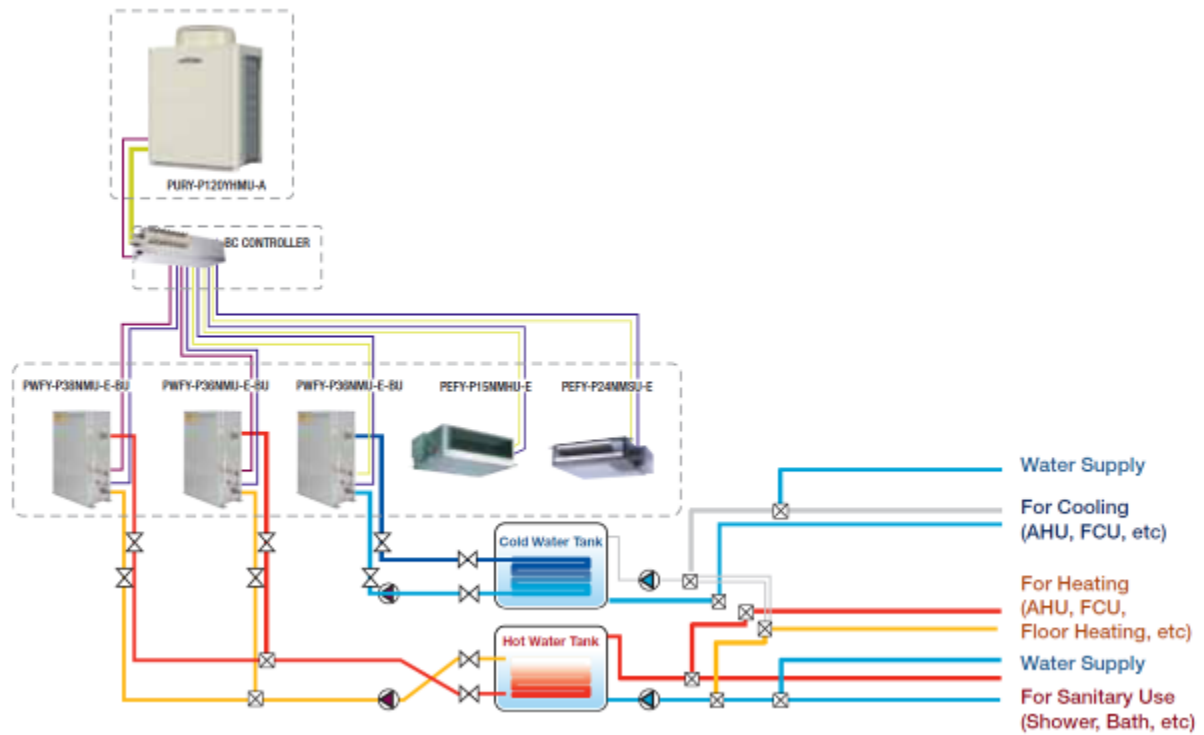 PURY-P120YHMU-A
BC CONTROLLER
PWFY-P38NMU-E-BU
PWFY-P36NMU-E-BU
PWFY-P36NMU-E-BU
PEFY-P15NMHU-E
PEFY-P24NMSU-E
Water Supply
For Cooling
(AHU, FCU, etc)
Cold Water Tank
For Heating
(AHU, FCU,
Floor Heating, etc)
Hot Water Tank
Water Supply
For Sanitary Use
(Shower, Bath, etc)